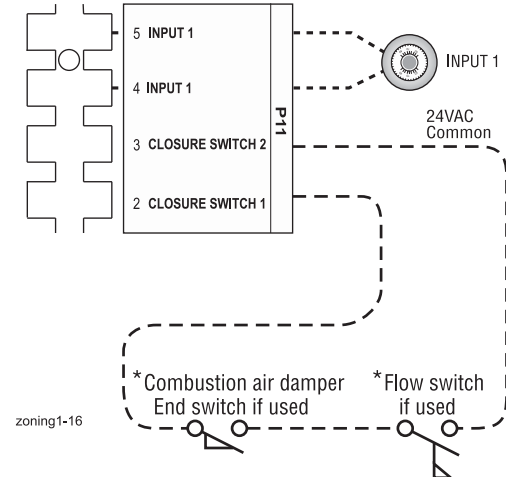 5 INPUT 1
4 INPUT 1
3 CLOSURE SWITCH 2
2 CLOSURE SWITCH 1
P11
INPUT 1
24VAC
Common
*Combustion air damper
End switch if used
*Flow switch
if used
zoning1-16